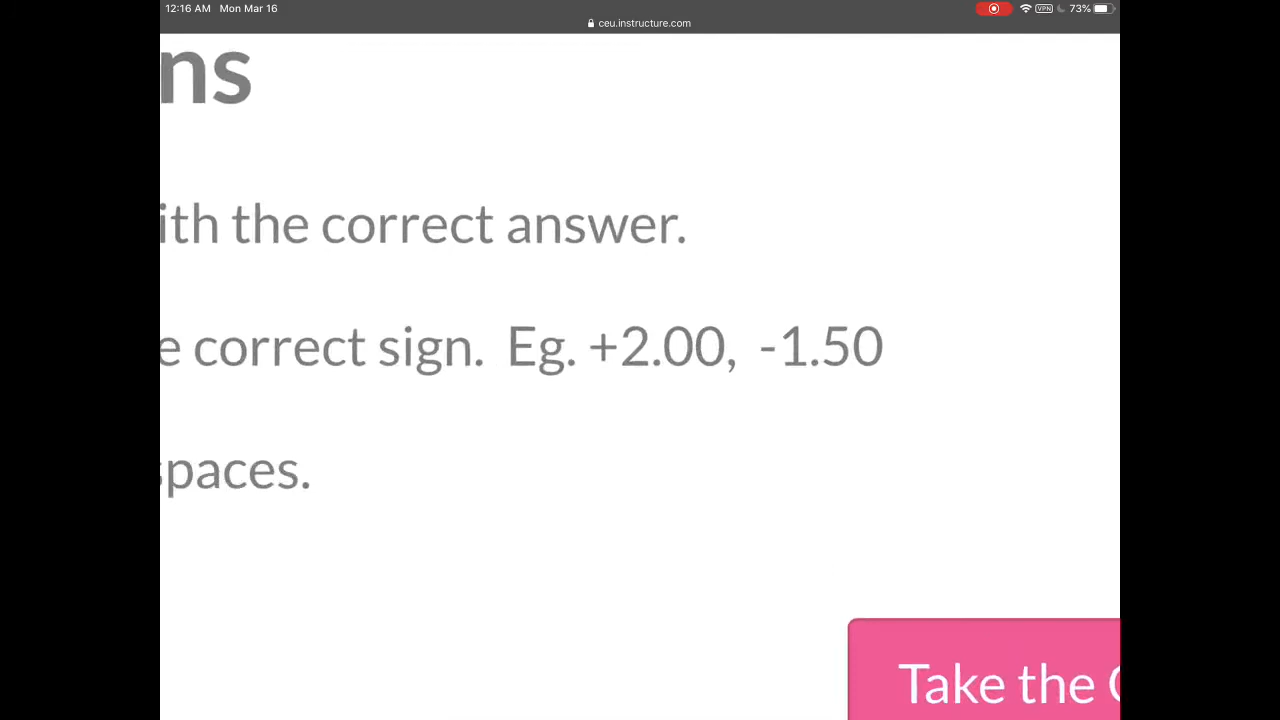 12:16 AM Mon Mar 16
VPN 73%
ceu.instructure.com
ns
ith the correct answer.
e correct sign. Eg. +2.00, -1.50
spaces.
Take the